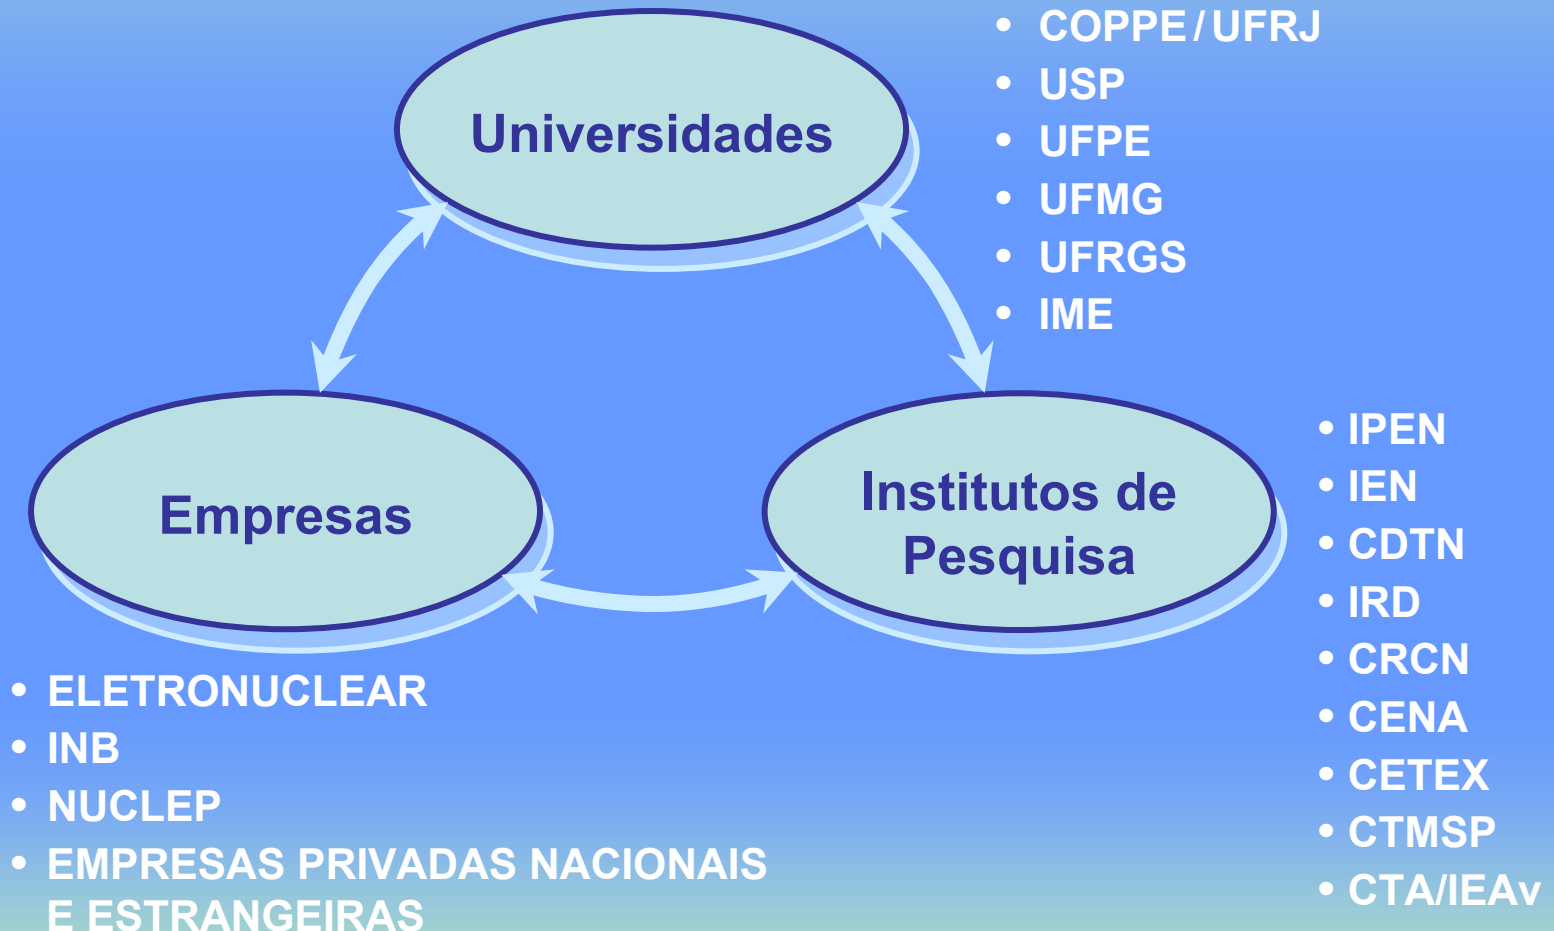 Universidades
• COPPE / UFRJ
• USP
• UFPE
• UFMG
• UFRGS
• IME
Empresas
• ELETRONUCLEAR
• INB
• NUCLEP
• EMPRESAS PRIVADAS NACIONAIS
E ESTRANGEIRAS
Institutos de
Pesquisa
• IPEN
• IEN
• CDTN
• IRD
• CRCN
• CENA
• CETEX
• CTMSP
• CTA/IEAv